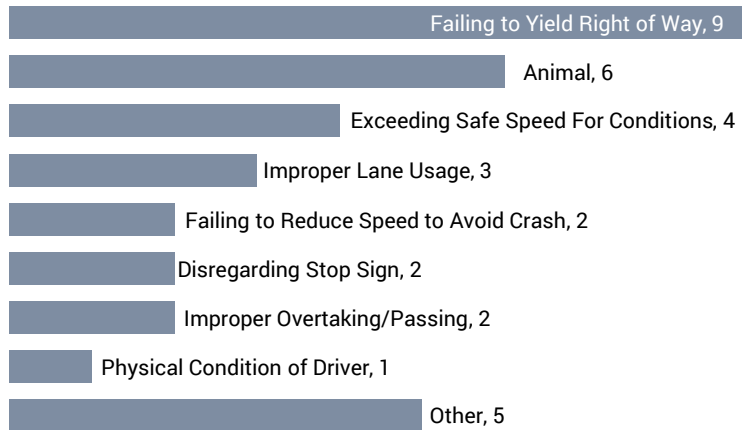 Failing to Yield Right of Way, 9
Animal, 6
Exceeding Safe Speed For Conditions, 4
Improper Lane Usage, 3
Failing to Reduce Speed to Avoid Crash, 2
Disregarding Stop Sign, 2
Improper Overtaking/Passing, 2
Physical Condition of Driver, 1
Other, 5